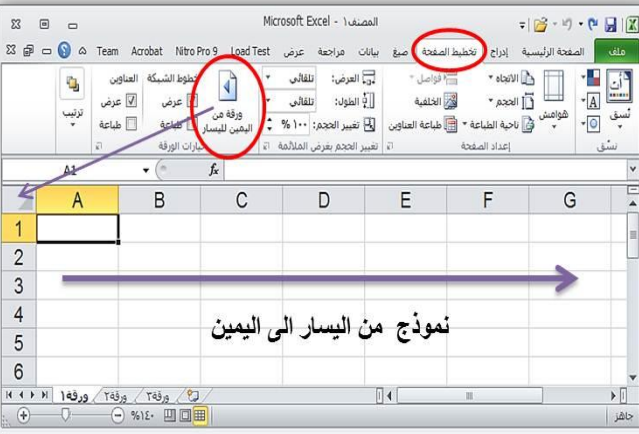 المصنف١ - Microsoft Excel
ملف الصفحة الرئيسية إدراج تخطيط الصفحة صيغ بيانات مراجعة عرض Load Test Nitro Pro 9 Acrobat Team
نسق
هوامش
الاتجاه
الحجم
ناحية الطباعة
فواصل
الخلفية
طباعة العناوين
العرض: تلقائي
الطول: تلقائي
تغيير الحجم: ١٠٠ %
ورقة من اليمين لليسار
خطوط الشبكة
عرض
طباعة
العناوين
عرض
طباعة
ترتيب
نسق إعداد الصفحة تغيير الحجم بغرض الملائمة خيارات الورقة
A1 fx
A B C D E F G
1
2
3
4
نموذج من اليسار الى اليمين
5
6
ورقة١ ورقة٢ ورقة٣
جاهز %١٤٠